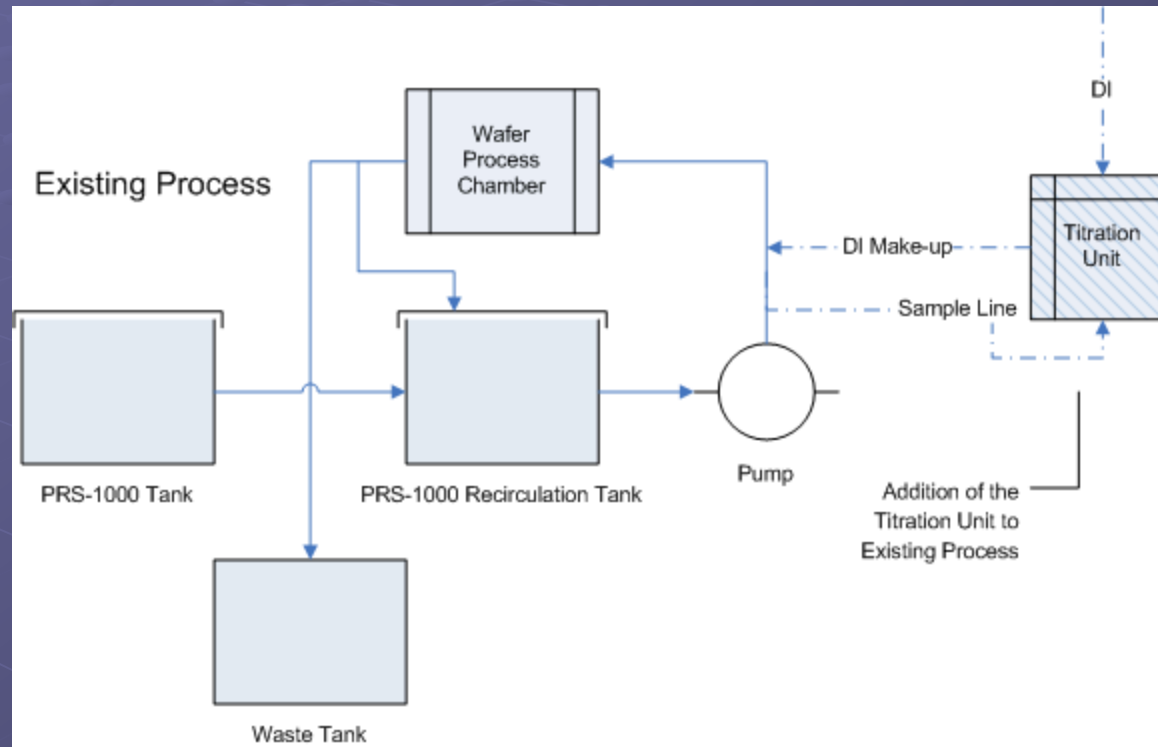 DI
Wafer
Process
Chamber
Existing Process
Titration
Unit
DI Make-up
Sample Line
PRS-1000 Tank
PRS-1000 Recirculation Tank
Pump
Addition of the
Titration Unit to
Existing Process
Waste Tank